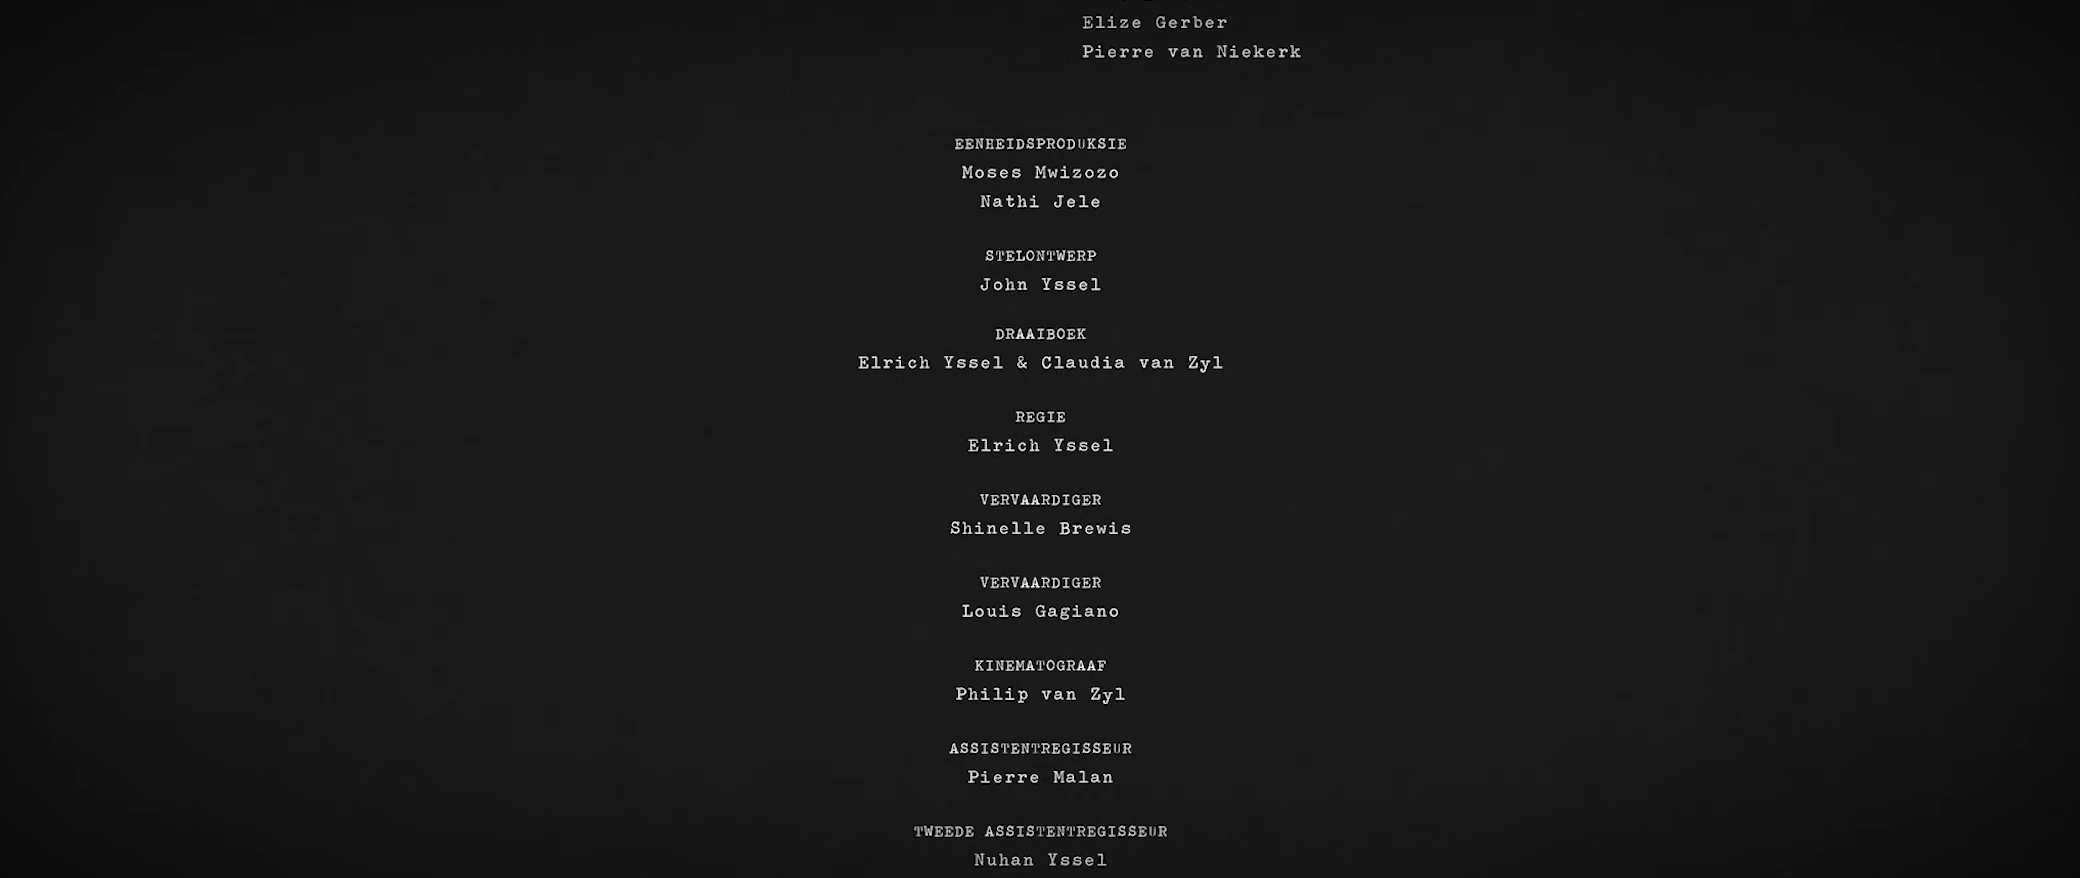 Elize Gerber
Pierre van Niekerk
EENHEIDSPRODUKSIE
Moses Mwizozo
Nathi Jele
STELONTWERP
John Yssel
DRAAIBOEK
Elrich Yssel & Claudia van Zyl
REGIE
Elrich Yssel
VERVAARDIGER
Shinelle Brewis
VERVAARDIGER
Louis Gagiano
KINEMATOGRAAF
Philip van Zyl
ASSISTENTREGISSEUR
Pierre Malan
TWEEDE ASSISTENTREGISSEUR
Nuhan Yssel